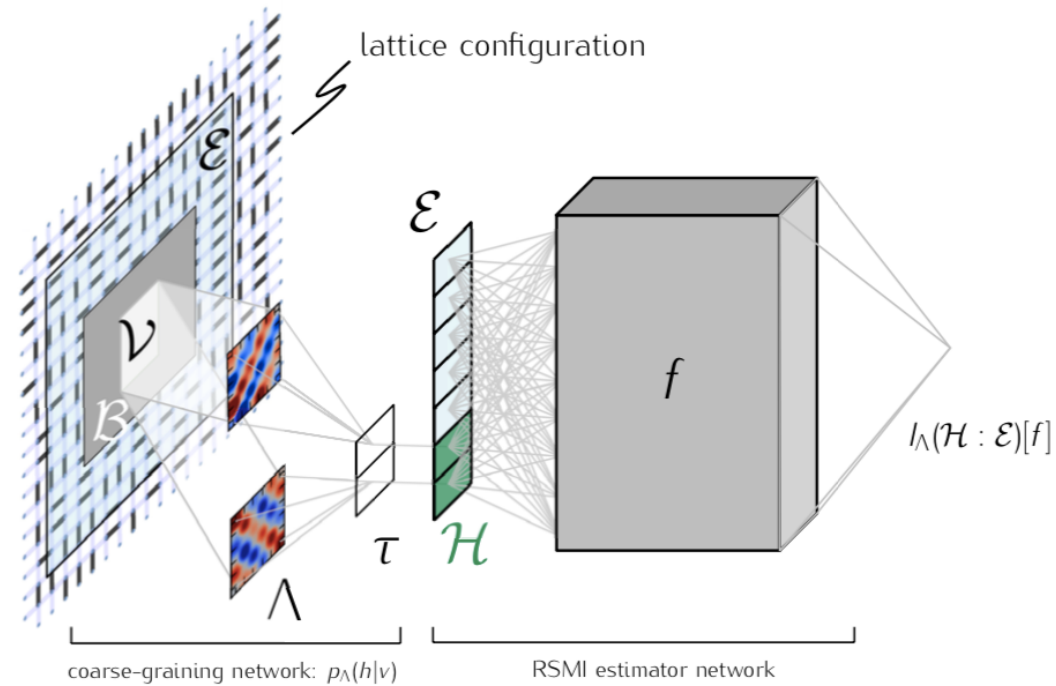 lattice configuration
ℰ
ℰ
𝒱
ℬ
f
I_Λ(ℋ : ℰ)[f]
τ
ℋ
Λ
coarse-graining network: p_Λ(h|v)
RSMI estimator network